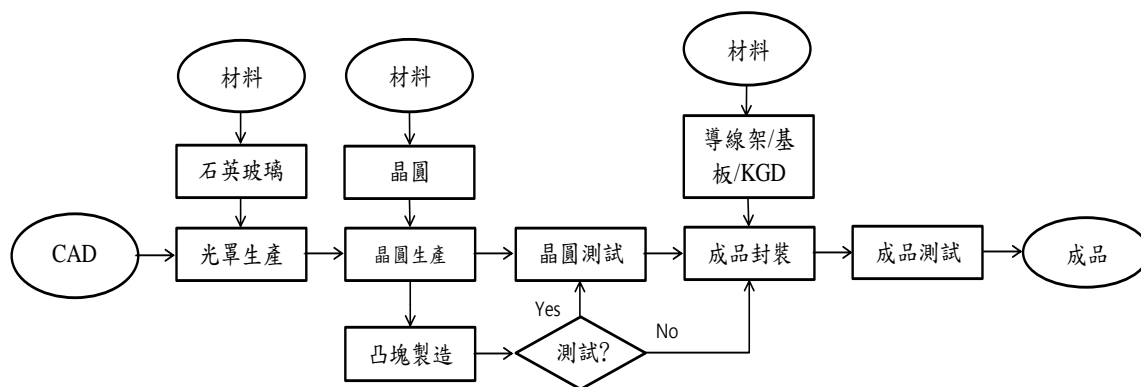 材料
材料
材料
石英玻璃
晶圓
導線架/基
板/KGD
CAD
光罩生產
晶圓生產
晶圓測試
成品封裝
成品測試
成品
Yes
No
凸塊製造
測試?